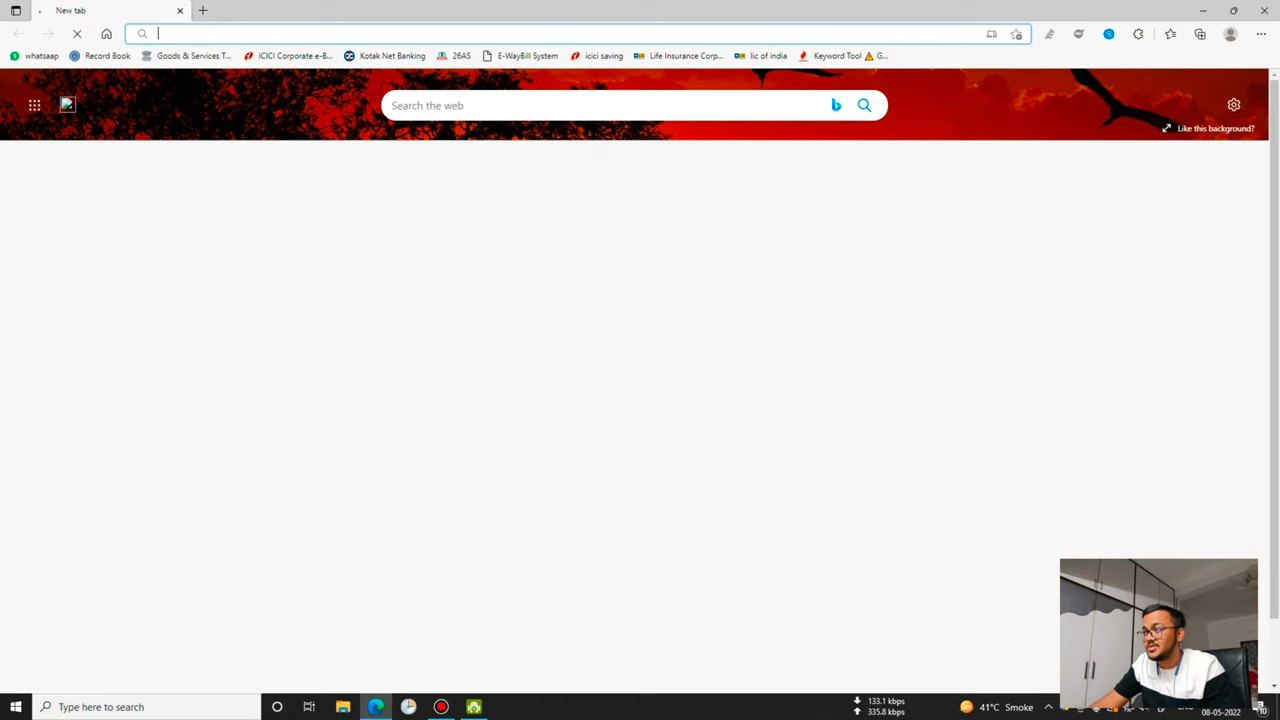 New tab
whatsaap
Record Book
Goods & Services T...
ICICI Corporate e-B...
Kotak Net Banking
26AS
E-WayBill System
icici saving
Life Insurance Corp...
lic of india
Keyword Tool ⚠ G...
Search the web
Like this background?
Type here to search
133.1 kbps
335.8 kbps
41°C Smoke
08-05-2022
10